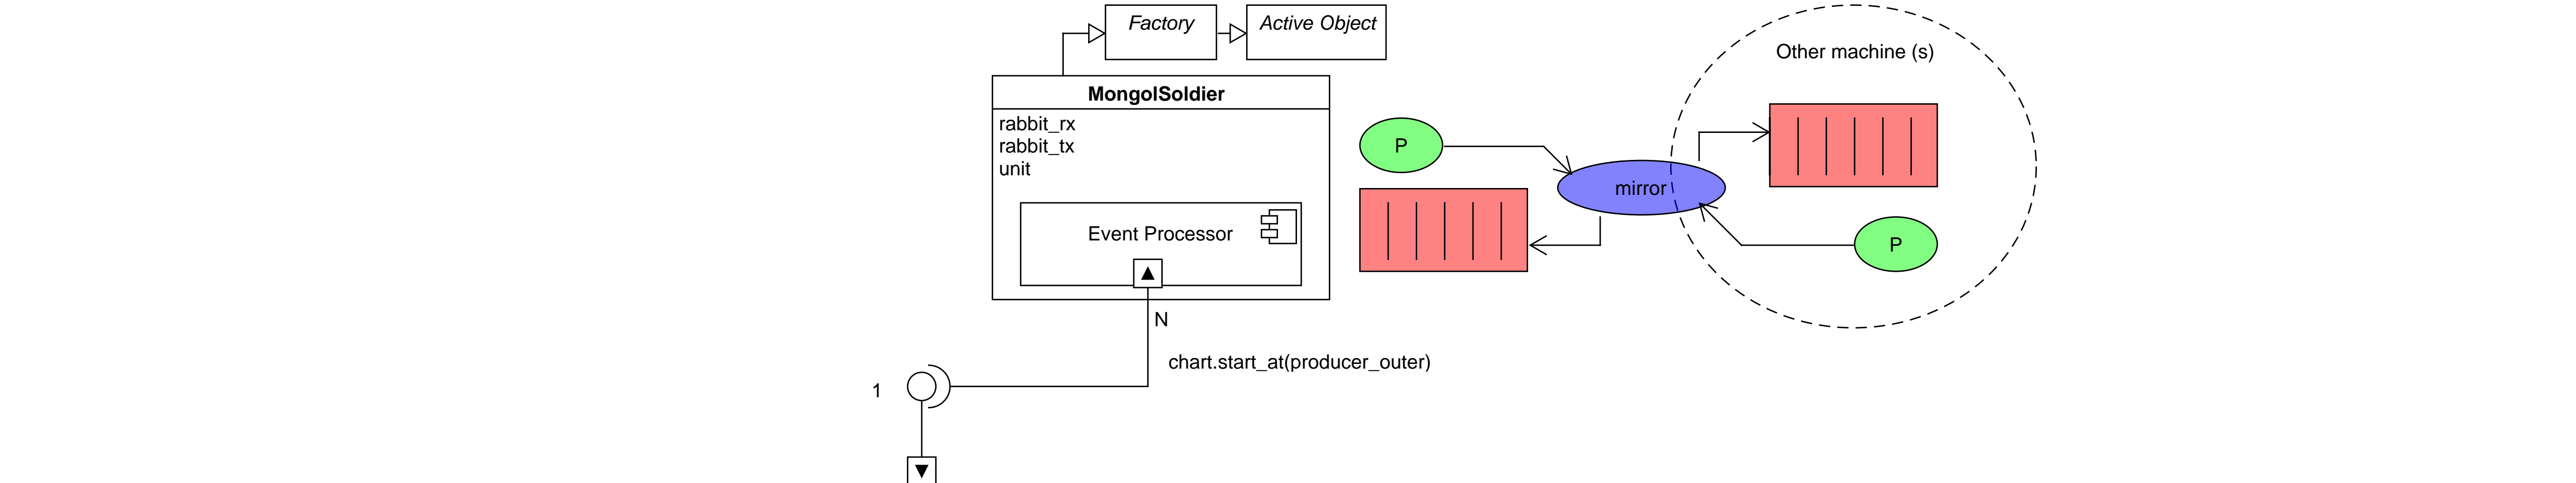 Factory
Active Object
Other machine (s)
MongolSoldier
rabbit_rx
rabbit_tx
unit
P
mirror
Event Processor
P
N
chart.start_at(producer_outer)
1